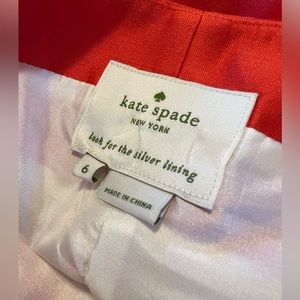 kate spade
NEW YORK
look for the silver lining
6
MADE IN CHINA